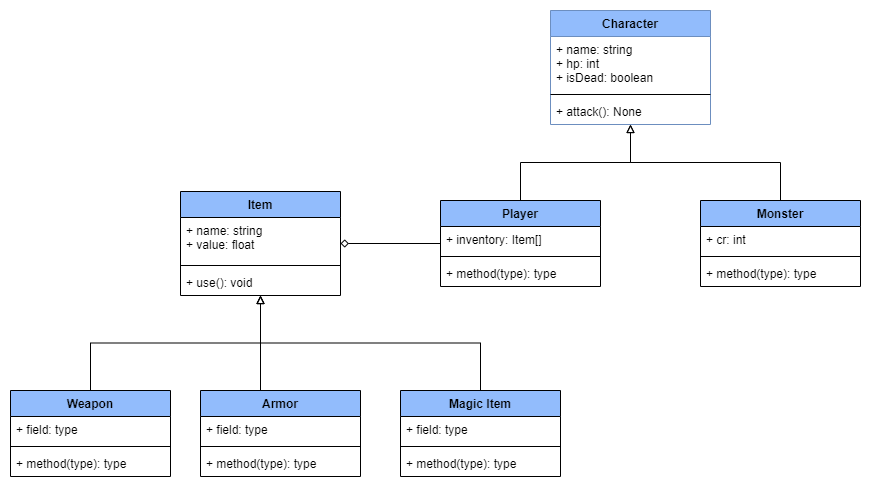 Character
+ name: string
+ hp: int
+ isDead: boolean
+ attack(): None
Item
+ name: string
+ value: float
+ use(): void
Player
+ inventory: Item[]
+ method(type): type
Monster
+ cr: int
+ method(type): type
Weapon
+ field: type
+ method(type): type
Armor
+ field: type
+ method(type): type
Magic Item
+ field: type
+ method(type): type